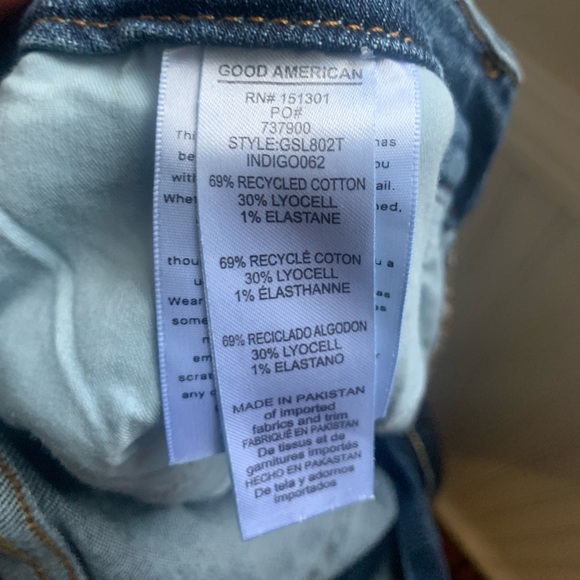 GOOD AMERICAN
RN# 151301
PO#
737900
STYLE:GSL802T
INDIGO062
69% RECYCLED COTTON
30% LYOCELL
1% ELASTANE
69% RECYCLÉ COTON
30% LYOCELL
1% ÉLASTHANNE
69% RECICLADO ALGODON
30% LYOCELL
1% ELASTANO
MADE IN PAKISTAN
of imported
fabrics and trim
FABRIQUÉ EN PAKISTAN
De tissus et de
garnitures importés
HECHO EN PAKASTAN
De tela y adornos
importados